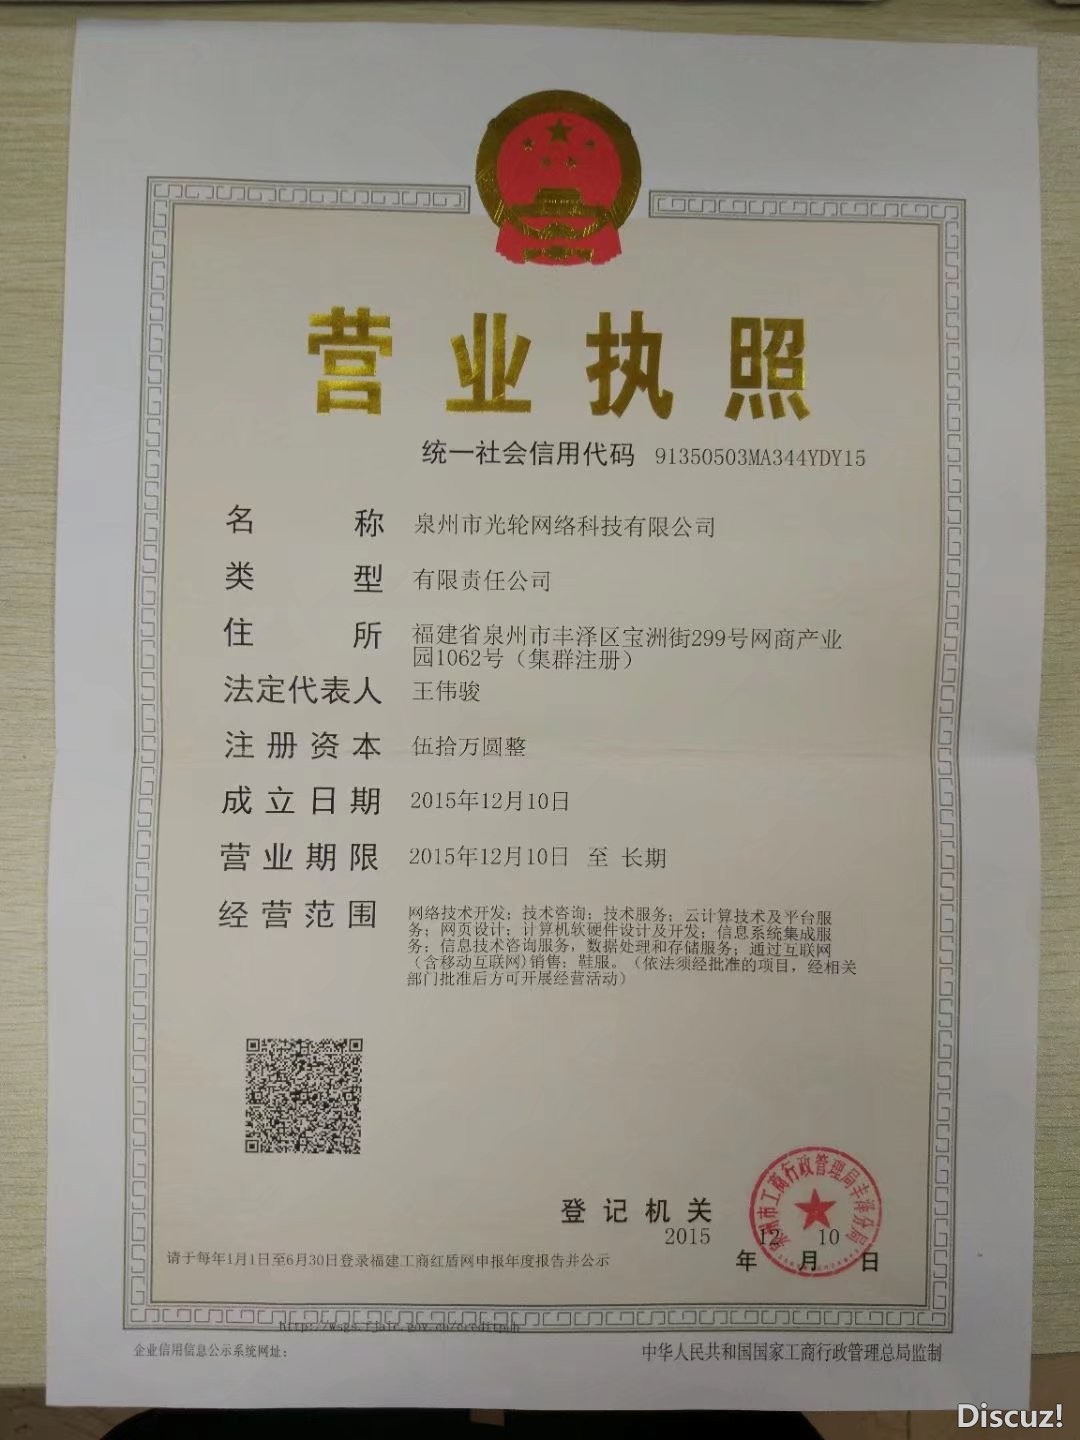 营业执照
统一社会信用代码 91350503MA344YDY15
名称 泉州市光轮网络科技有限公司
类型 有限责任公司
住所 福建省泉州市丰泽区宝洲街299号网商产业
园1062号（集群注册）
法定代表人 王伟骏
注册资本 伍拾万圆整
成立日期 2015年12月10日
营业期限 2015年12月10日 至 长期
经营范围 网络技术开发；技术咨询；技术服务；云计算技术及平台服
务；网页设计；计算机软硬件设计及开发；信息系统集成服
务；信息技术咨询服务，数据处理和存储服务；通过互联网
（含移动互联网)销售：鞋服。（依法须经批准的项目，经相关
部门批准后方可开展经营活动）
泉州市工商行政管理局丰泽分局
登记机关
2015 12 10
年 月 日
请于每年1月1日至6月30日登录福建工商红盾网申报年度报告并公示
企业信用信息公示系统网址：
中华人民共和国国家工商行政管理总局监制
Discuz!